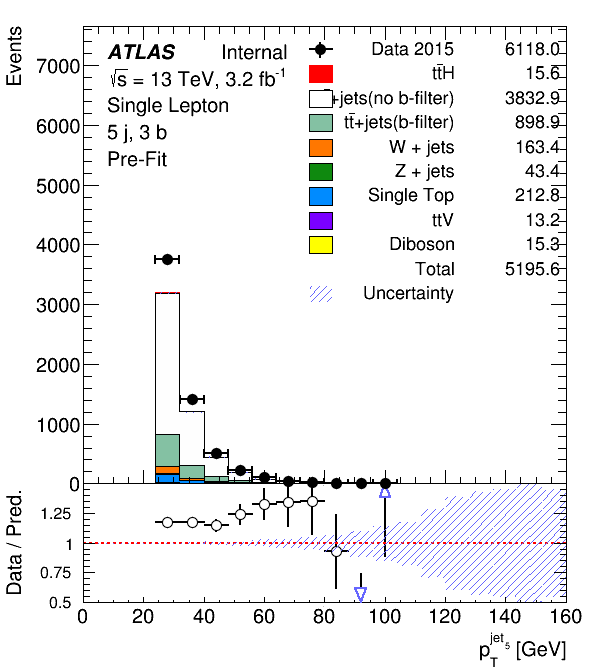 Events
ATLAS Internal
√s = 13 TeV, 3.2 fb-1
Single Lepton
5 j, 3 b
Pre-Fit
Data 2015 6118.0
tt̄H 15.6
+jets(no b-filter) 3832.9
tt̄+jets(b-filter) 898.9
W + jets 163.4
Z + jets 43.4
Single Top 212.8
ttV 13.2
Diboson 15.3
Total 5195.6
Uncertainty
7000
6000
5000
4000
3000
2000
1000
0
Data / Pred.
1.25
1
0.75
0.5
0 20 40 60 80 100 120 140 160
pT jet5 [GeV]